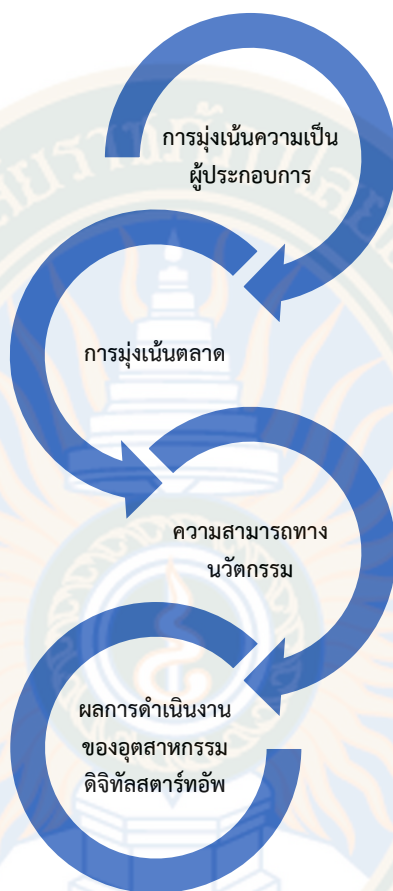 การมุ่งเน้นความเป็น
ผู้ประกอบการ
การมุ่งเน้นตลาด
ความสามารถทาง
นวัตกรรม
ผลการดำเนินงาน
ของอุตสาหกรรม
ดิจิทัลสตาร์ทอัพ